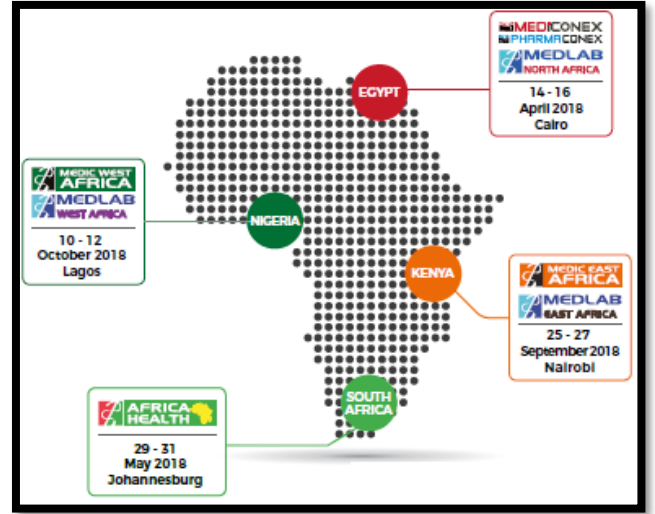 MEDICONEX
PHARMACONEX
MEDLAB
NORTH AFRICA
14 - 16
April 2018
Cairo
EGYPT
MEDIC WEST
AFRICA
MEDLAB
WEST AFRICA
10 - 12
October 2018
Lagos
NIGERIA
KENYA
MEDIC EAST
AFRICA
MEDLAB
EAST AFRICA
25 - 27
September 2018
Nairobi
SOUTH
AFRICA
AFRICA
HEALTH
29 - 31
May 2018
Johannesburg